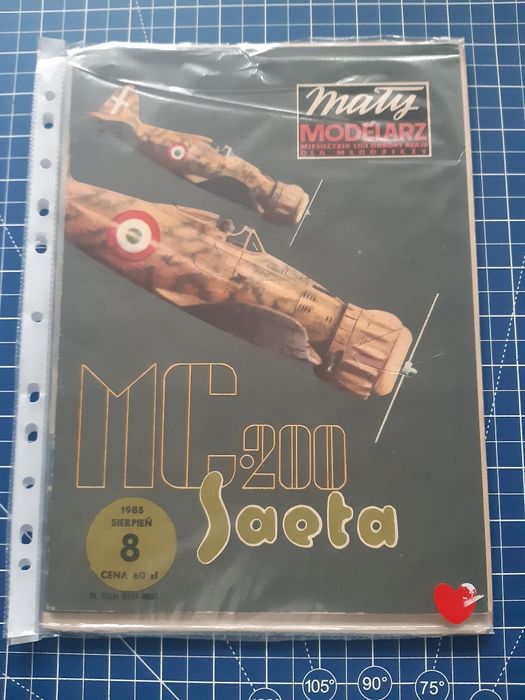 Mały
MODELARZ
MIESIĘCZNIK LIGI OBRONY KRAJU
DLA MŁODZIEŻY
MC·200
Saeta
1985
SIERPIEŃ
8
CENA 60 zł
105°
90°
75°